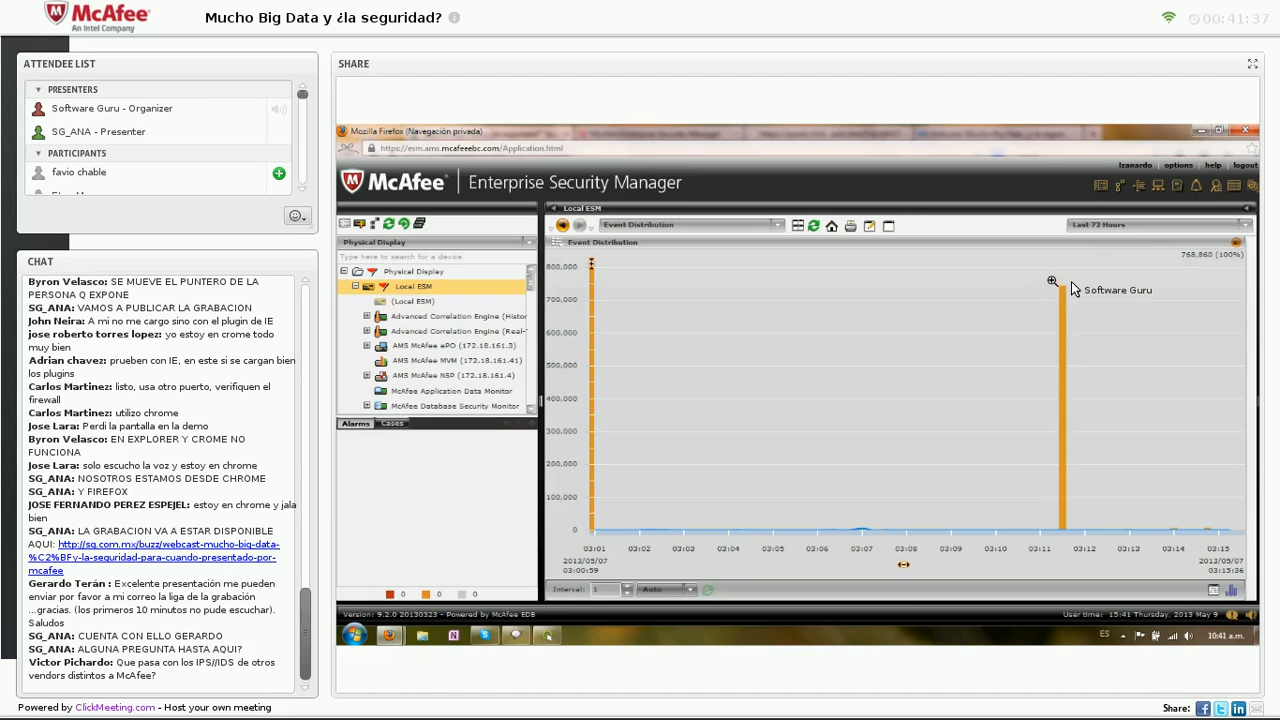 McAfee
An Intel Company
Mucho Big Data y ¿la seguridad?
00:41:37
ATTENDEE LIST
PRESENTERS
Software Guru - Organizer
SG_ANA - Presenter
PARTICIPANTS
favio chable
CHAT
Byron Velasco: SE MUEVE EL PUNTERO DE LA
PERSONA Q EXPONE
SG_ANA: VAMOS A PUBLICAR LA GRABACION
John Neira: A mi no me cargo sino con el plugin de IE
jose roberto torres lopez: yo estoy en crome todo
muy bien
Adrian chavez: prueben con IE, en este si se cargan bien
los plugins
Carlos Martinez: listo, usa otro puerto, verifiquen el
firewall
Carlos Martinez: utilizo chrome
Jose Lara: Perdi la pantalla en la demo
Byron Velasco: EN EXPLORER Y CROME NO
FUNCIONA
Jose Lara: solo escucho la voz y estoy en chrome
SG_ANA: NOSOTROS ESTAMOS DESDE CHROME
SG_ANA: Y FIREFOX
JOSE FERNANDO PEREZ ESPEJEL: estoy en chrome y jala
bien
SG_ANA: LA GRABACION VA A ESTAR DISPONIBLE
AQUI: http://sg.com.mx/buzz/webcast-mucho-big-data-
%C2%BFy-la-seguridad-para-cuando-presentado-por-
mcafee
Gerardo Terán : Excelente presentación me pueden
enviar por favor a mi correo la liga de la grabación
...gracias. (los primeros 10 minutos no pude escuchar).
Saludos
SG_ANA: CUENTA CON ELLO GERARDO
SG_ANA: ALGUNA PREGUNTA HASTA AQUI?
Victor Pichardo: Que pasa con los IPS//IDS de otros
vendors distintos a McAfee?
SHARE
Mozilla Firefox (Navegación privada)
https://esm.ams.mcafeeebc.com/Application.html
lzanardo options help logout
McAfee Enterprise Security Manager
Local ESM
Event Distribution
Last 72 Hours
Physical Display
Type here to search for a device
Physical Display
Local ESM
(Local ESM)
Advanced Correlation Engine (Histor
Advanced Correlation Engine (Real-
AMS McAfee ePO (172.18.161.3)
AMS McAfee MVM (172.18.161.41)
AMS McAfee NSP (172.18.161.4)
McAfee Application Data Monitor
McAfee Database Security Monitor
Alarms Cases
0 0 0
Event Distribution
768,860 (100%)
800,000
700,000
600,000
500,000
400,000
300,000
200,000
100,000
0
Software Guru
03:01 03:02 03:03 03:04 03:05 03:06 03:07 03:08 03:09 03:10 03:11 03:12 03:13 03:14 03:15
2013/05/07
03:00:59
2013/05/07
03:15:36
Interval: 1 Auto
Version: 9.2.0 20130323 - Powered by McAfee EDB
User time: 15:41 Thursday, 2013 May 9
ES
10:41 a.m.
Powered by ClickMeeting.com - Host your own meeting
Share: